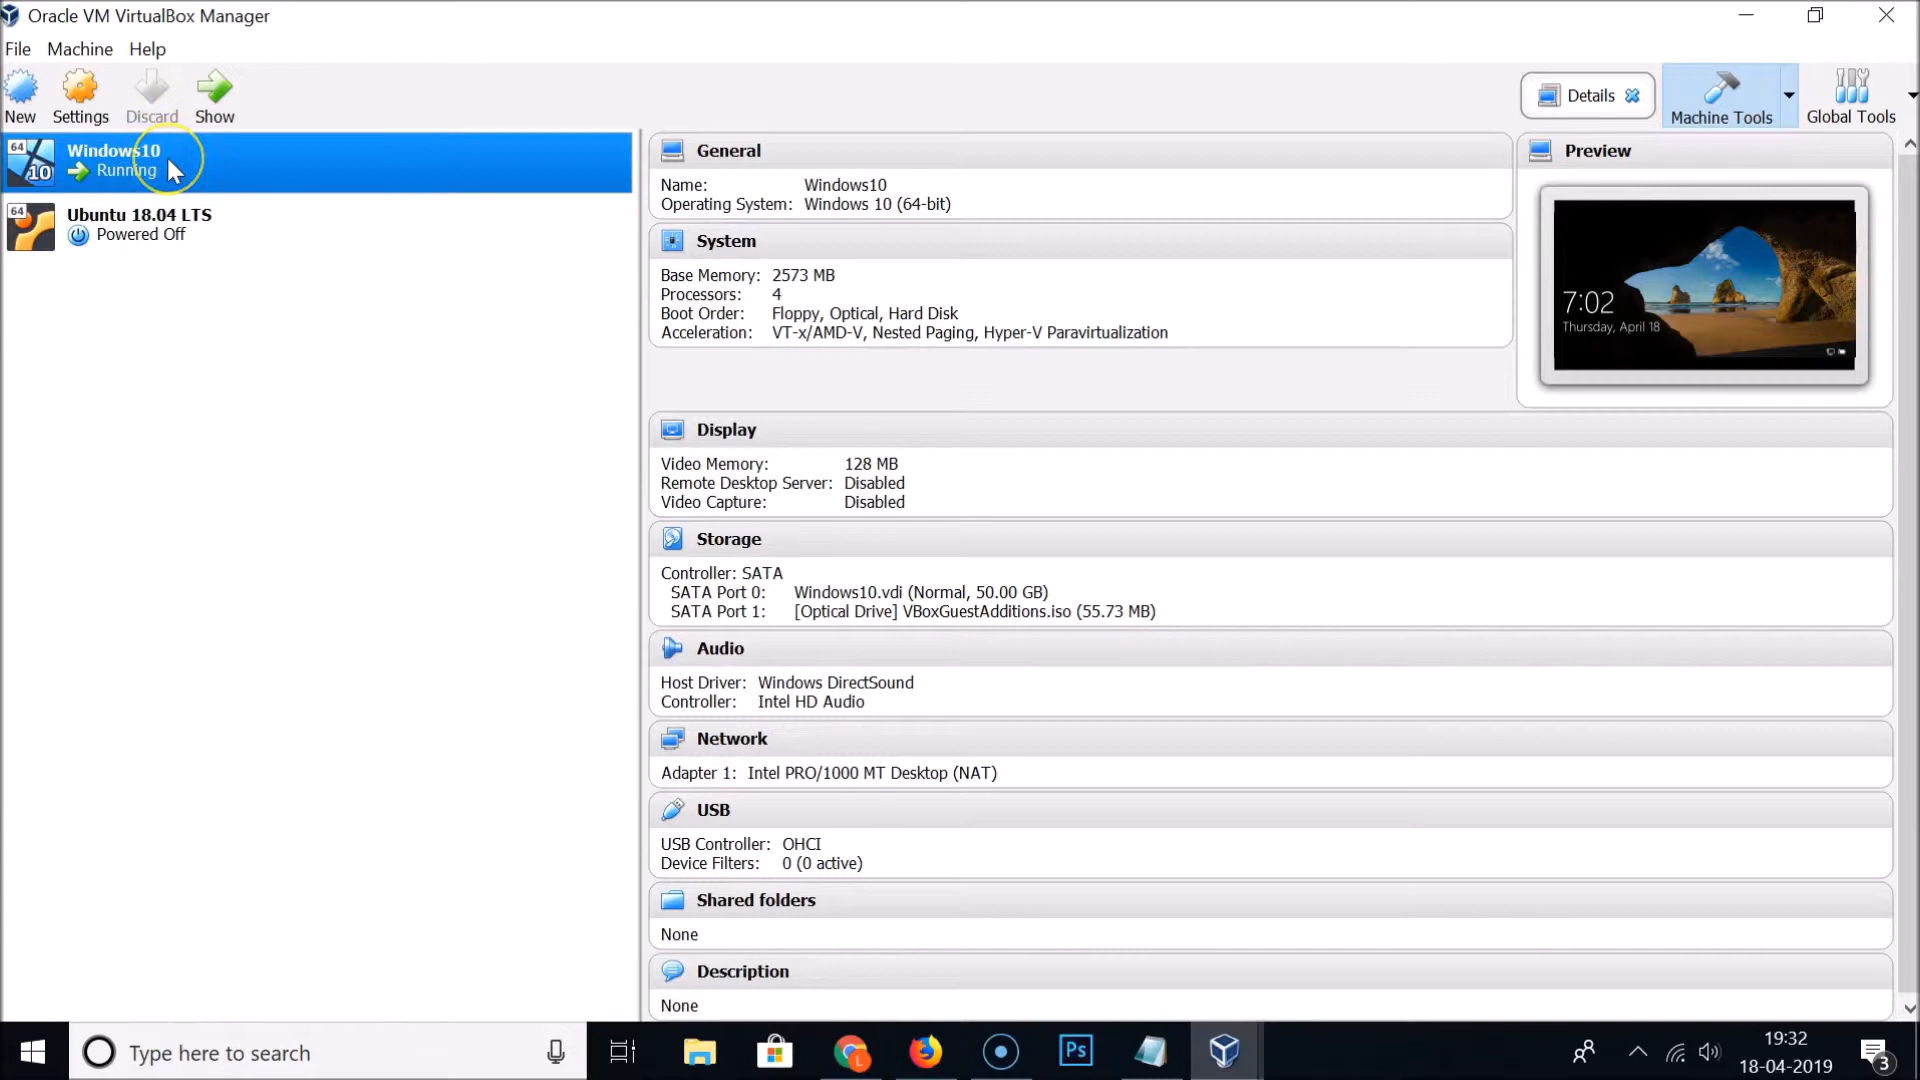 Oracle VM VirtualBox Manager
File Machine Help
New Settings Discard Show
Details
Machine Tools
Global Tools
64
10
Windows10
Running
64
Ubuntu 18.04 LTS
Powered Off
General
Name: Windows10
Operating System: Windows 10 (64-bit)
System
Base Memory: 2573 MB
Processors: 4
Boot Order: Floppy, Optical, Hard Disk
Acceleration: VT-x/AMD-V, Nested Paging, Hyper-V Paravirtualization
Preview
7:02
Thursday, April 18
Display
Video Memory: 128 MB
Remote Desktop Server: Disabled
Video Capture: Disabled
Storage
Controller: SATA
SATA Port 0: Windows10.vdi (Normal, 50.00 GB)
SATA Port 1: [Optical Drive] VBoxGuestAdditions.iso (55.73 MB)
Audio
Host Driver: Windows DirectSound
Controller: Intel HD Audio
Network
Adapter 1: Intel PRO/1000 MT Desktop (NAT)
USB
USB Controller: OHCI
Device Filters: 0 (0 active)
Shared folders
None
Description
None
Type here to search
L
Ps
19:32
18-04-2019
3